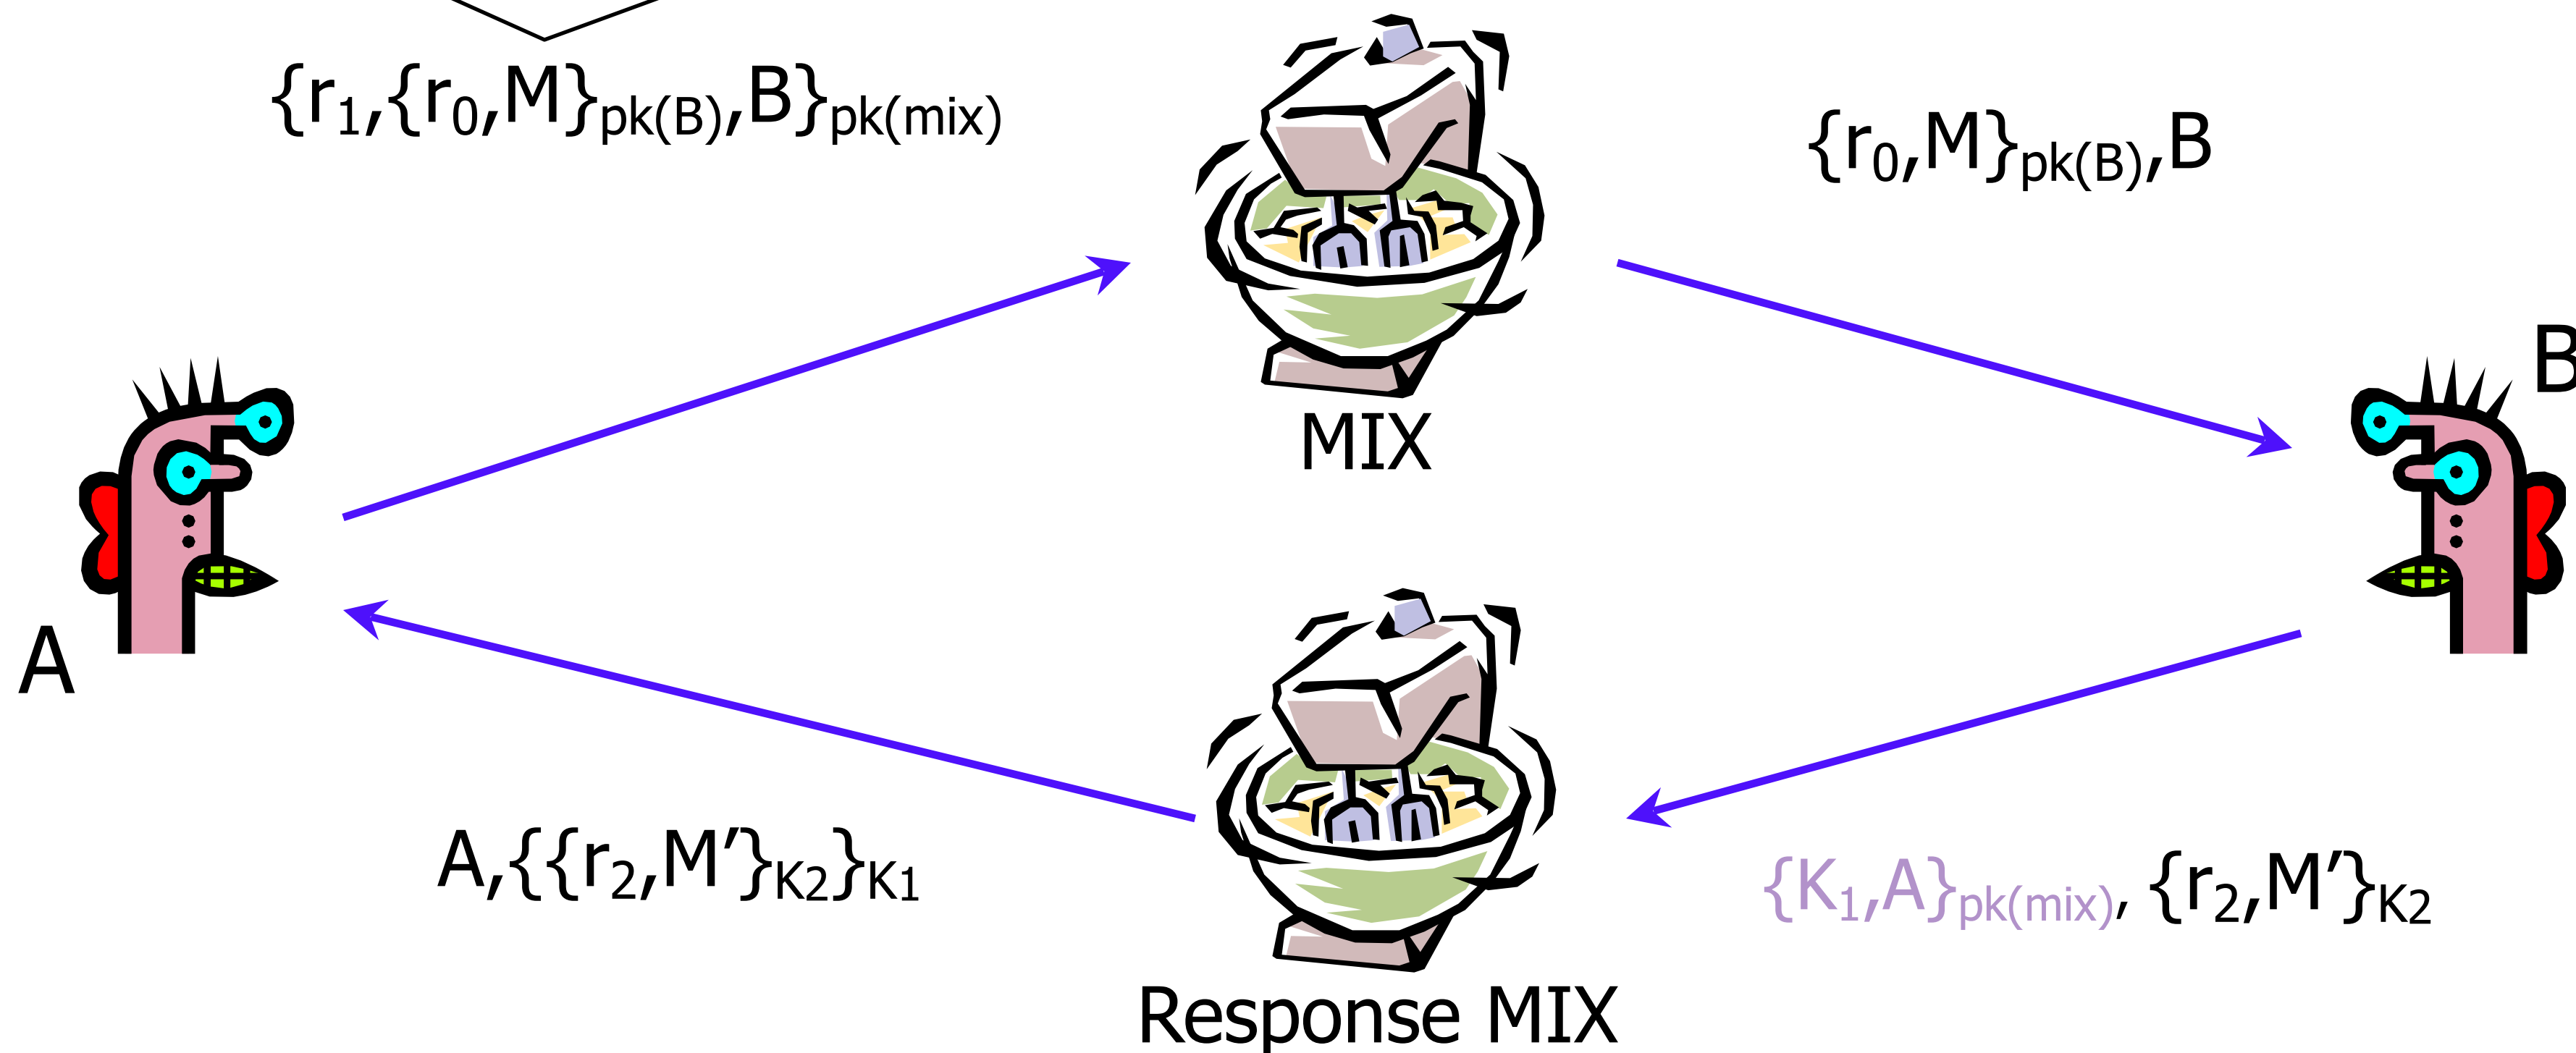 {r₁,{r₀,M}pk(B),B}pk(mix)
{r₀,M}pk(B),B
MIX
B
A
A,{{r₂,M′}K2}K1
{K₁,A}pk(mix), {r₂,M′}K2
Response MIX